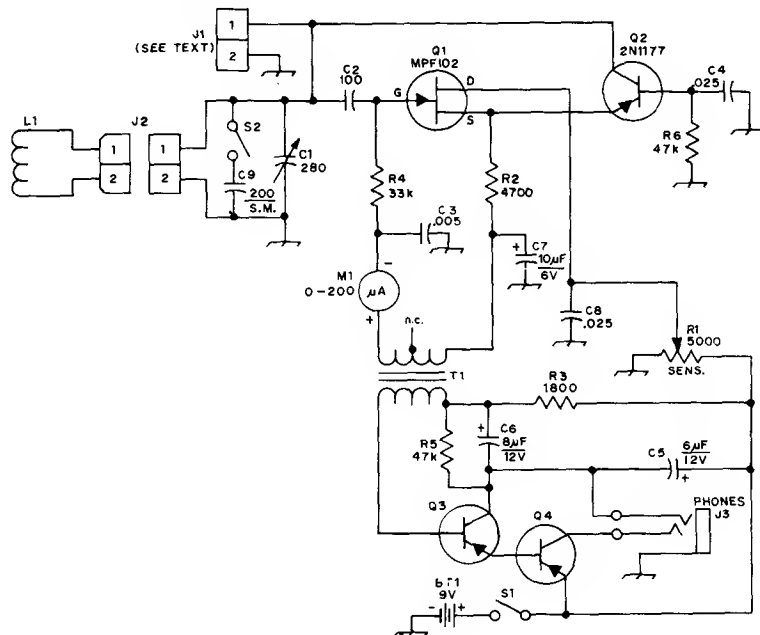 J1
(SEE TEXT)
1
2
Q1
MPF102
Q2
2N1177
C2
100
G
D
S
C4
.025
L1
J2
1
2
1
2
S2
C1
280
C9
200
S.M.
R4
33k
R2
4700
R6
47k
C3
.005
C7
10µF
6V
+
M1
0-200
µA
-
+
n.c.
C8
.025
R1
5000
SENS.
T1
R3
1800
R5
47k
+
C6
8µF
12V
C5
6µF
12V
+
Q3
Q4
PHONES
J3
BT1
9V
-
+
S1